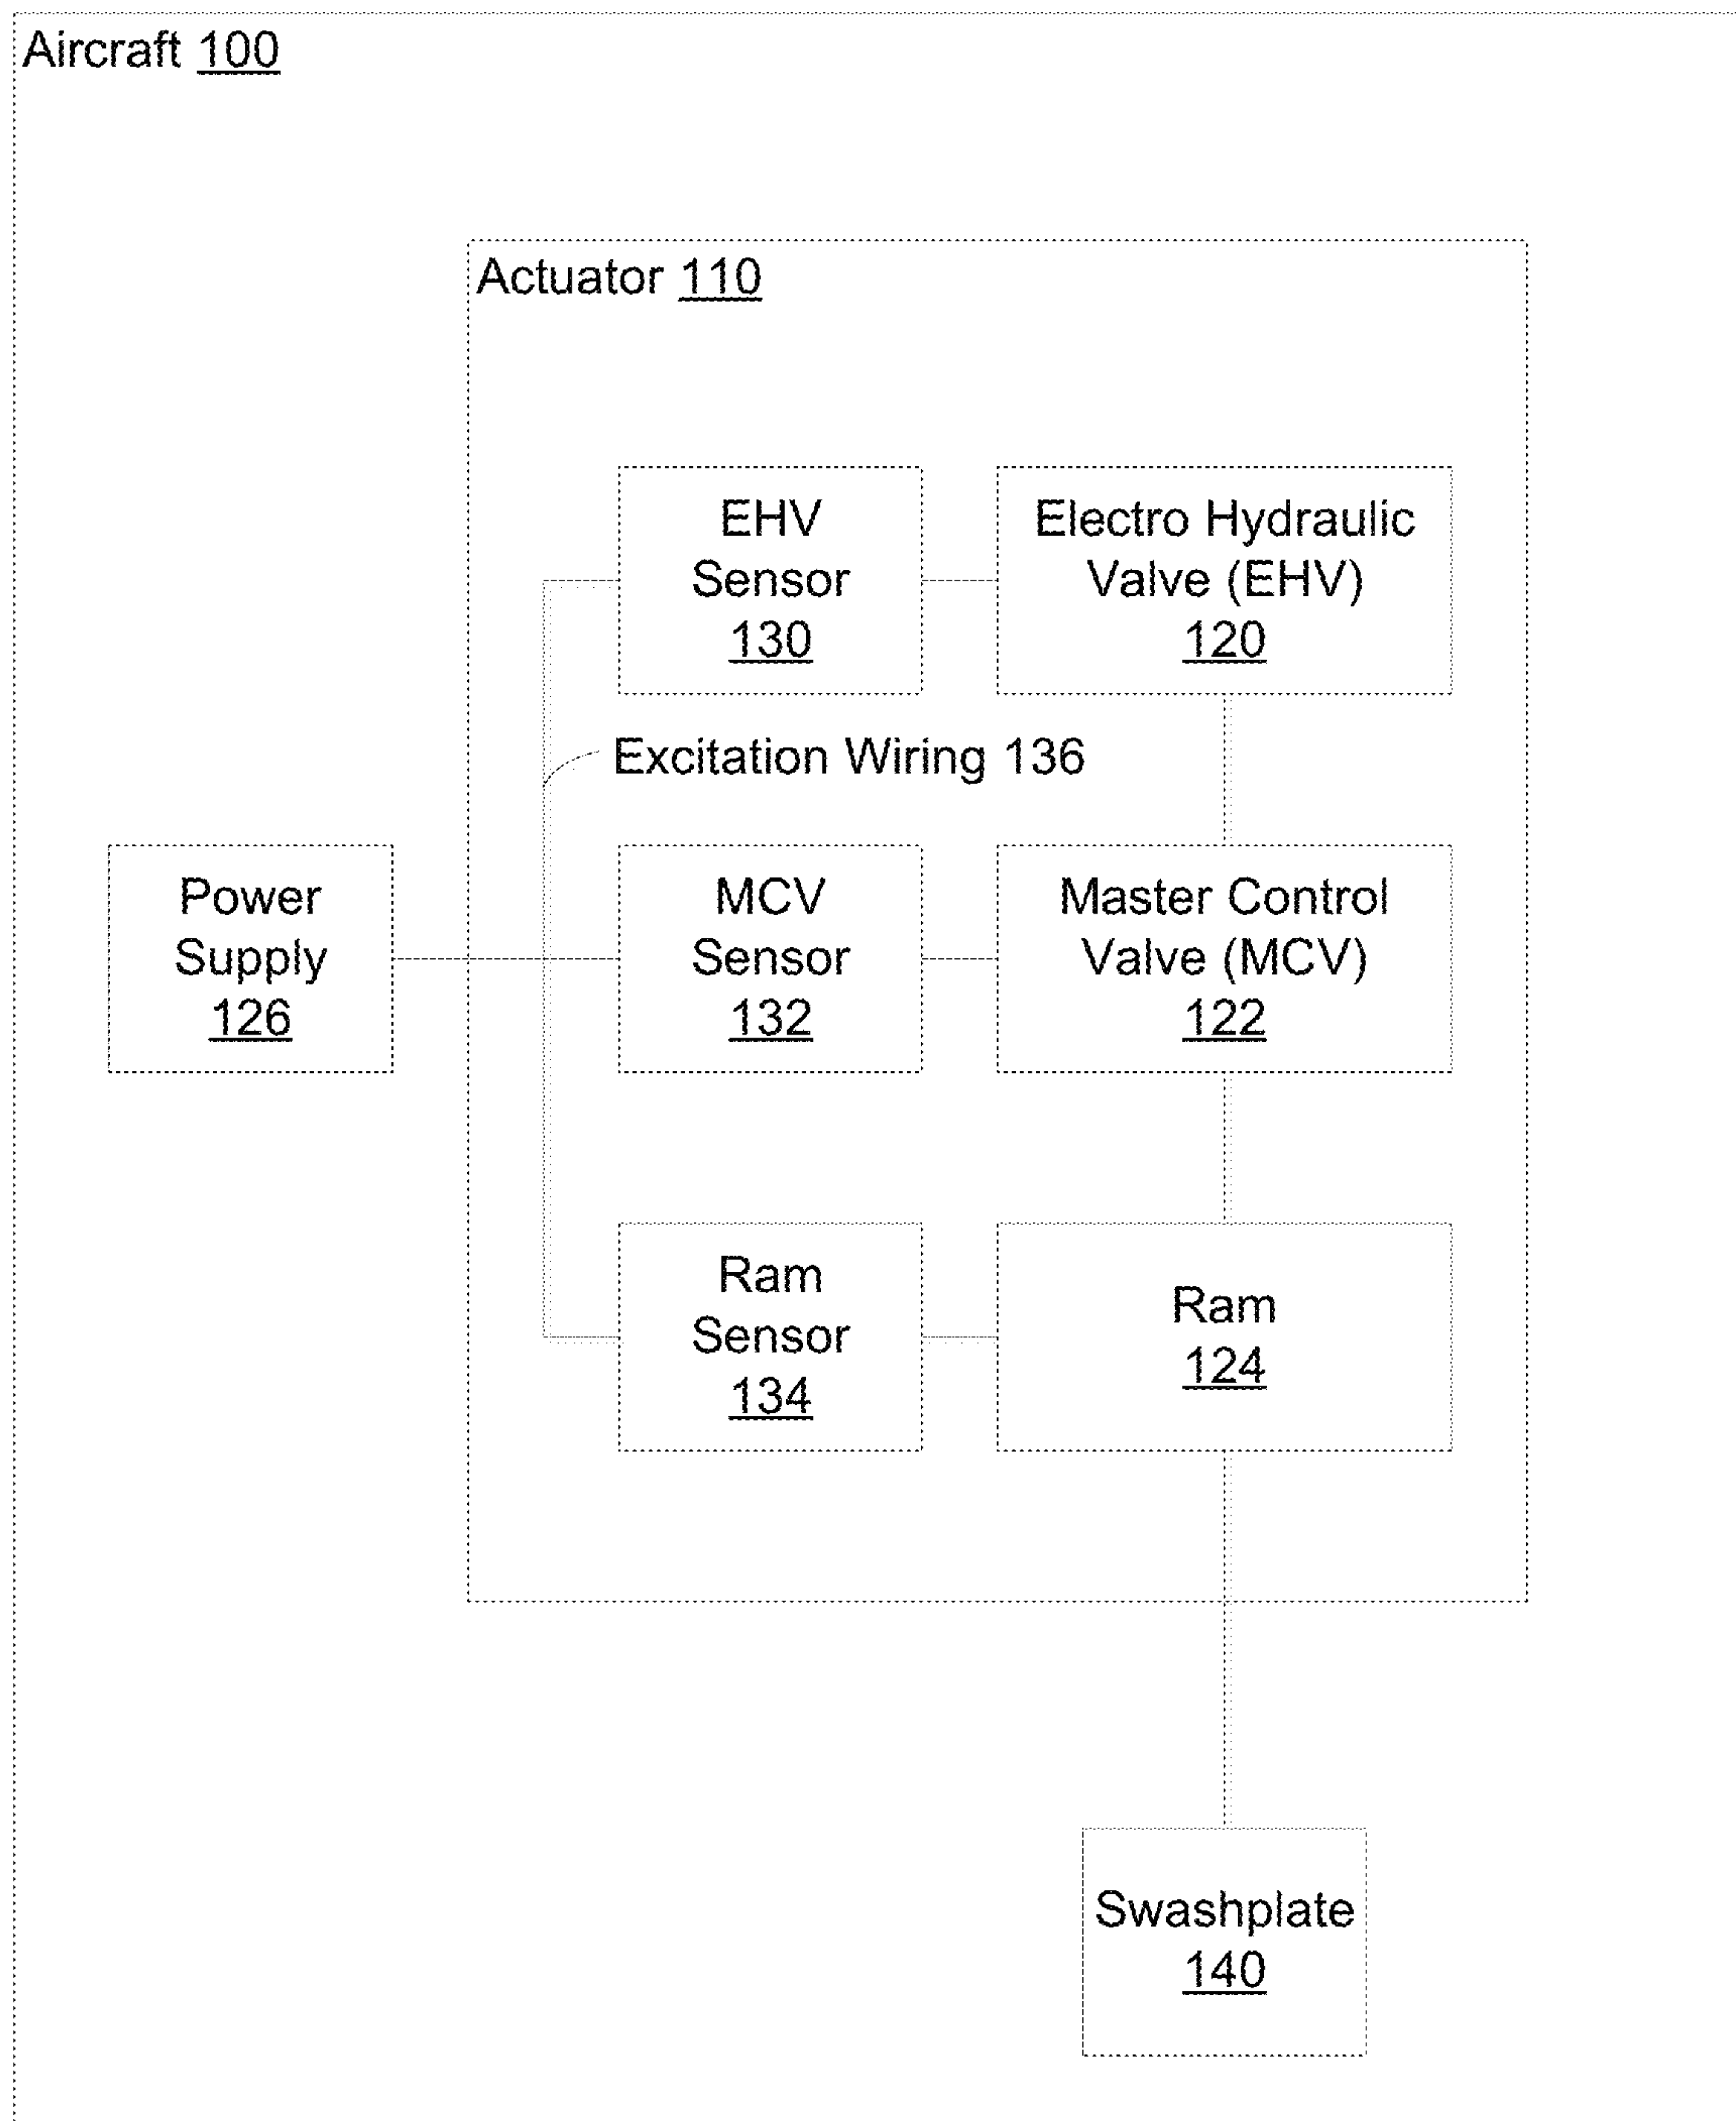 Aircraft 100
Actuator 110
EHV
Sensor
130
Electro Hydraulic
Valve (EHV)
120
Excitation Wiring 136
Power
Supply
126
MCV
Sensor
132
Master Control
Valve (MCV)
122
Ram
Sensor
134
Ram
124
Swashplate
140